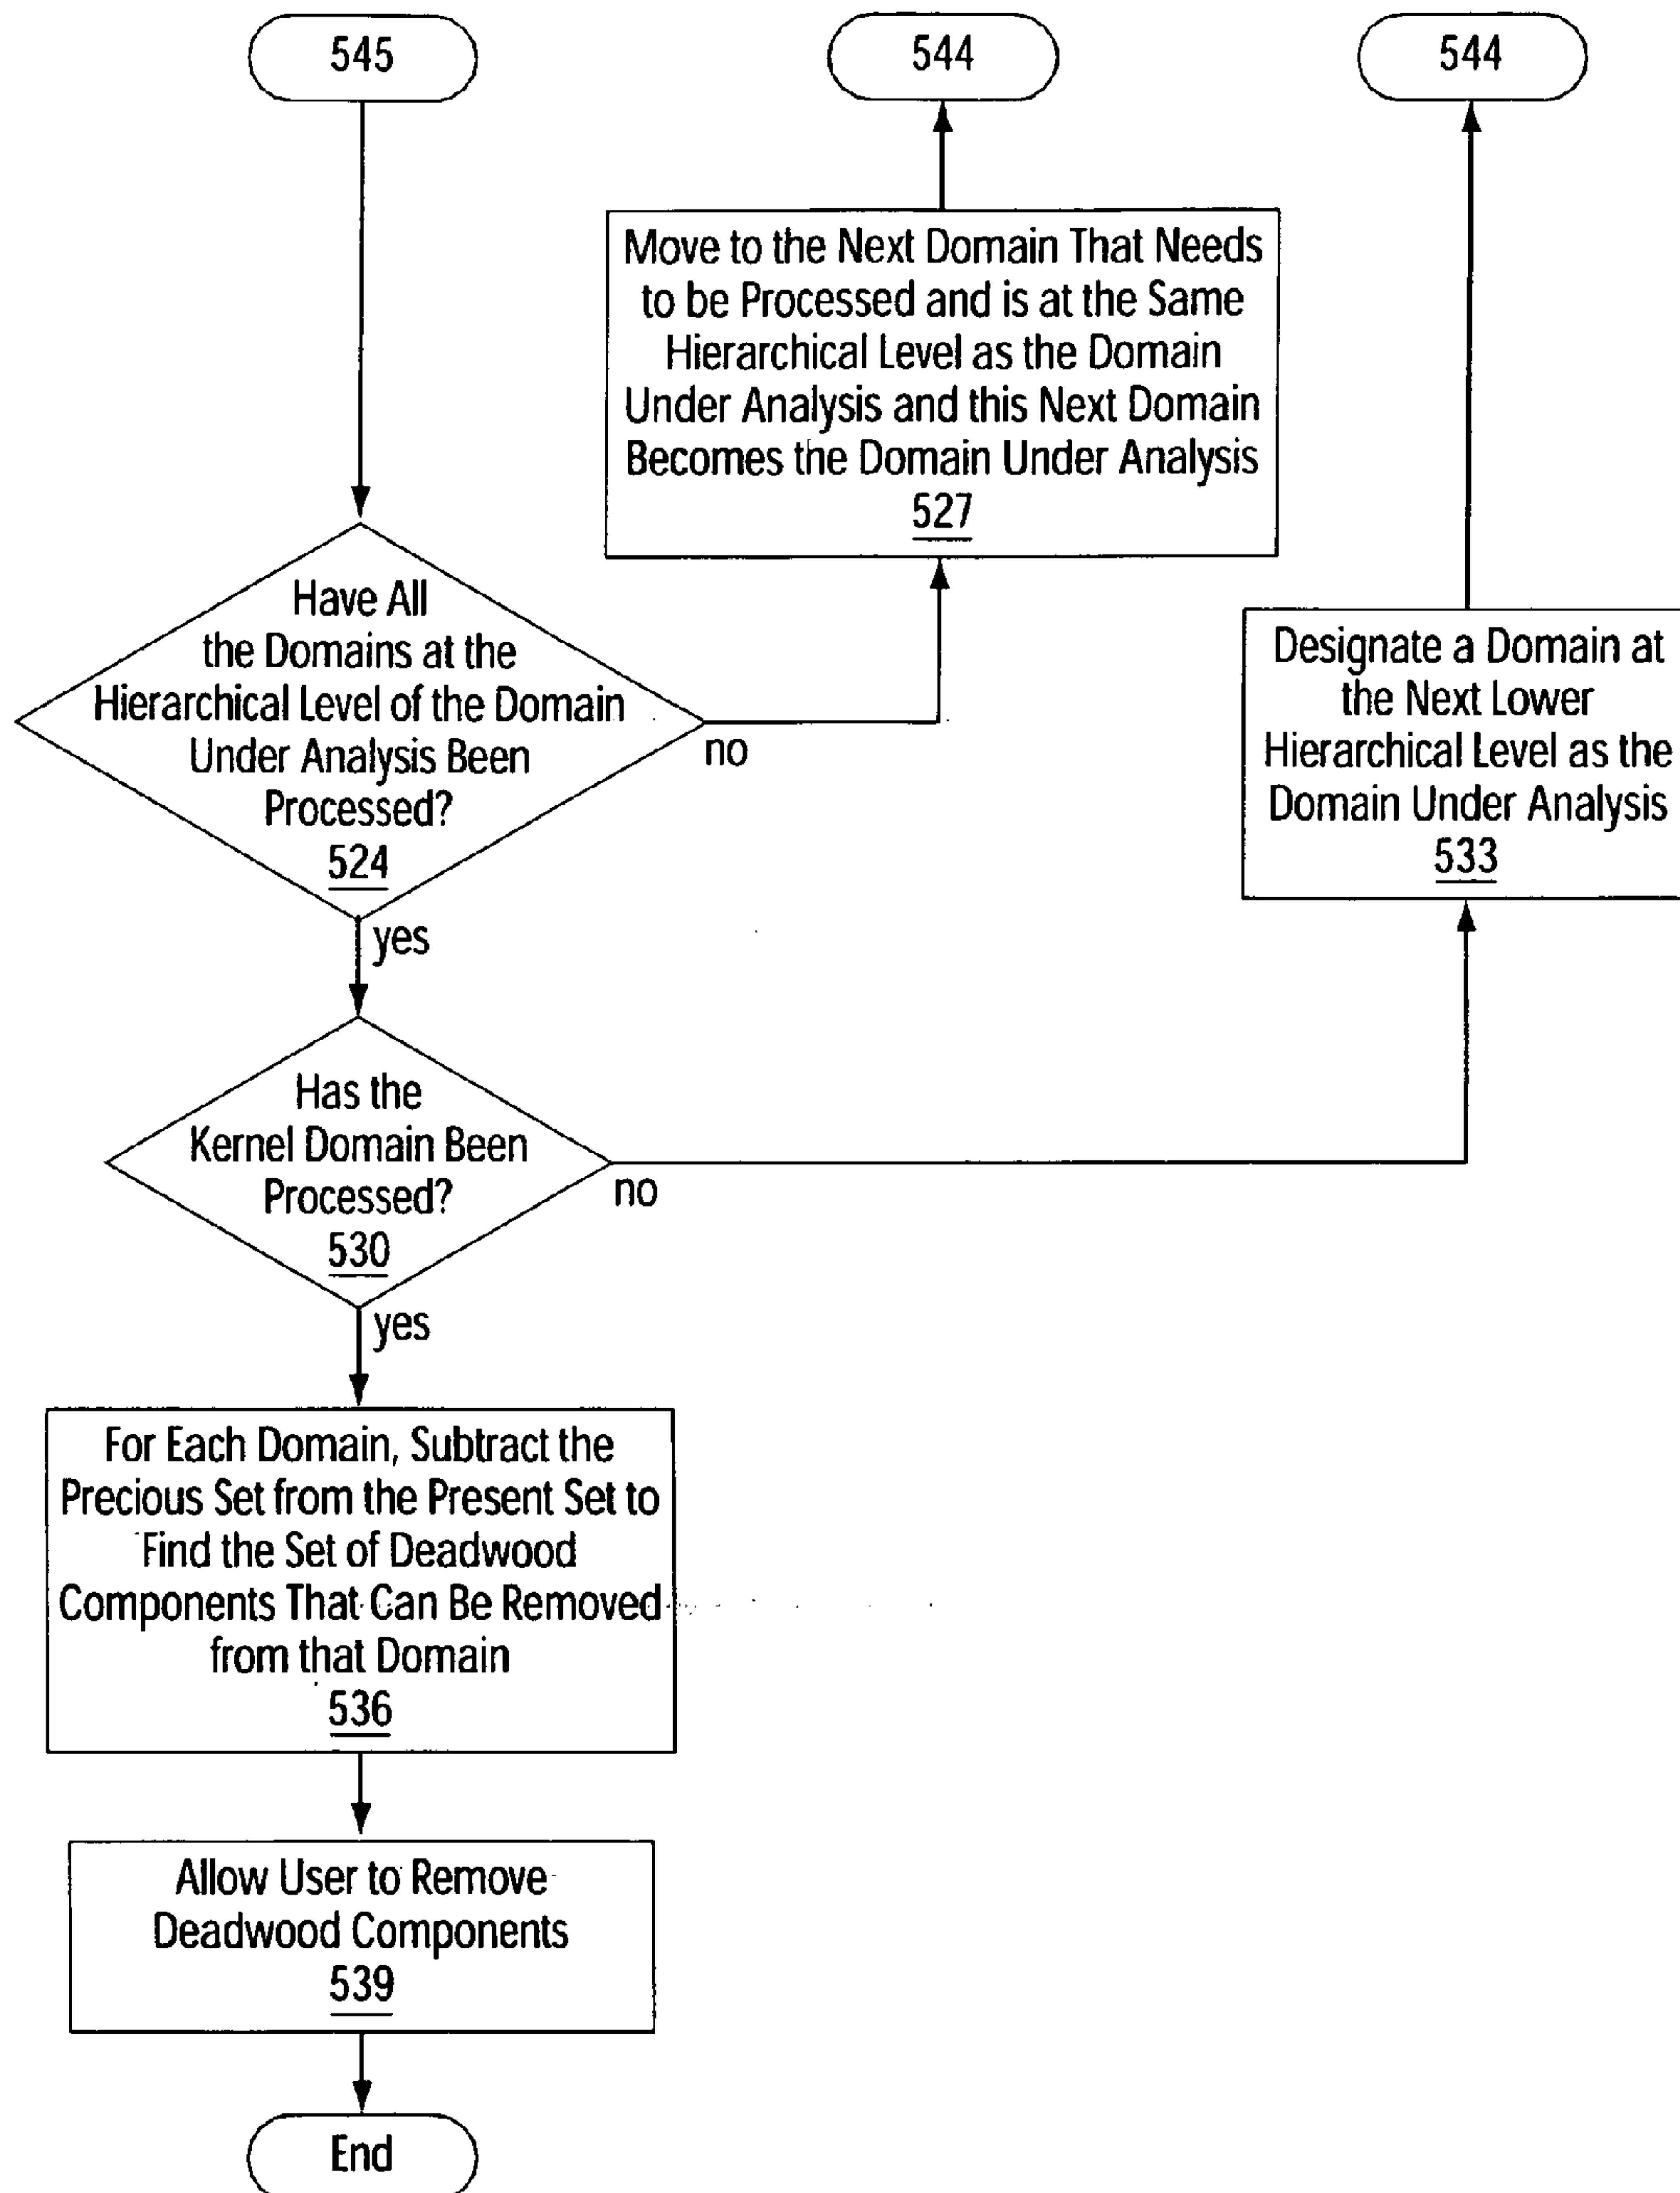 545
544
544
Move to the Next Domain That Needs
to be Processed and is at the Same
Hierarchical Level as the Domain
Under Analysis and this Next Domain
Becomes the Domain Under Analysis
527
Have All
the Domains at the
Hierarchical Level of the Domain
Under Analysis Been
Processed?
524
no
yes
Designate a Domain at
the Next Lower
Hierarchical Level as the
Domain Under Analysis
533
Has the
Kernel Domain Been
Processed?
530
no
yes
For Each Domain, Subtract the
Precious Set from the Present Set to
Find the Set of Deadwood
Components That Can Be Removed
from that Domain
536
Allow User to Remove
Deadwood Components
539
End